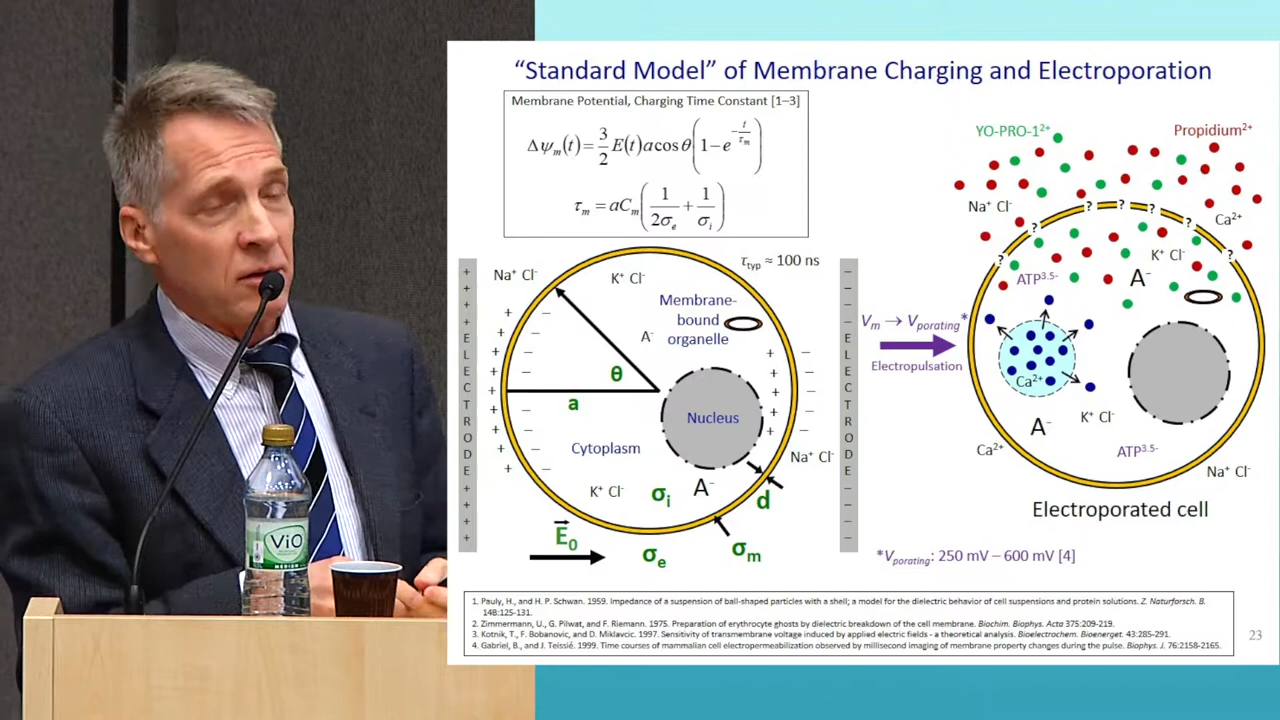 “Standard Model” of Membrane Charging and Electroporation
Membrane Potential, Charging Time Constant [1–3]
Δψm(t)=3/2 E(t)a cosθ(1−e^−t/τm)
τm=aCm(1/2σe+1/σi)
τtyp ≈ 100 ns
Na⁺ Cl⁻
K⁺ Cl⁻
Membrane-
bound
organelle
A⁻
θ
a
Nucleus
Cytoplasm
K⁺ Cl⁻
σi
A⁻
Na⁺ Cl⁻
d
E0
σe
σm
ELECTRODE
ELECTRODE
Vm → Vporating*
Electropulsation
YO-PRO-1²⁺
Propidium²⁺
Na⁺ Cl⁻
Ca²⁺
? ? ? ? ? ? ?
K⁺ Cl⁻
ATP³·⁵⁻
A⁻
Ca²⁺
A⁻
K⁺ Cl⁻
Ca²⁺
ATP³·⁵⁻
Na⁺ Cl⁻
Electroporated cell
*Vporating: 250 mV – 600 mV [4]
1. Pauly, H., and H. P. Schwan. 1959. Impedance of a suspension of ball-shaped particles with a shell; a model for the dielectric behavior of cell suspensions and protein solutions. Z. Naturforsch. B.
14B:125-131.
2. Zimmermann, U., G. Pilwat, and F. Riemann. 1975. Preparation of erythrocyte ghosts by dielectric breakdown of the cell membrane. Biochim. Biophys. Acta 375:209-219.
3. Kotnik, T., F. Bobanovic, and D. Miklavcic. 1997. Sensitivity of transmembrane voltage induced by applied electric fields - a theoretical analysis. Bioelectrochem. Bioenerget. 43:285-291.
4. Gabriel, B., and J. Teissié. 1999. Time courses of mammalian cell electropermeabilization observed by millisecond imaging of membrane property changes during the pulse. Biophys. J. 76:2158-2165.
23
ViO